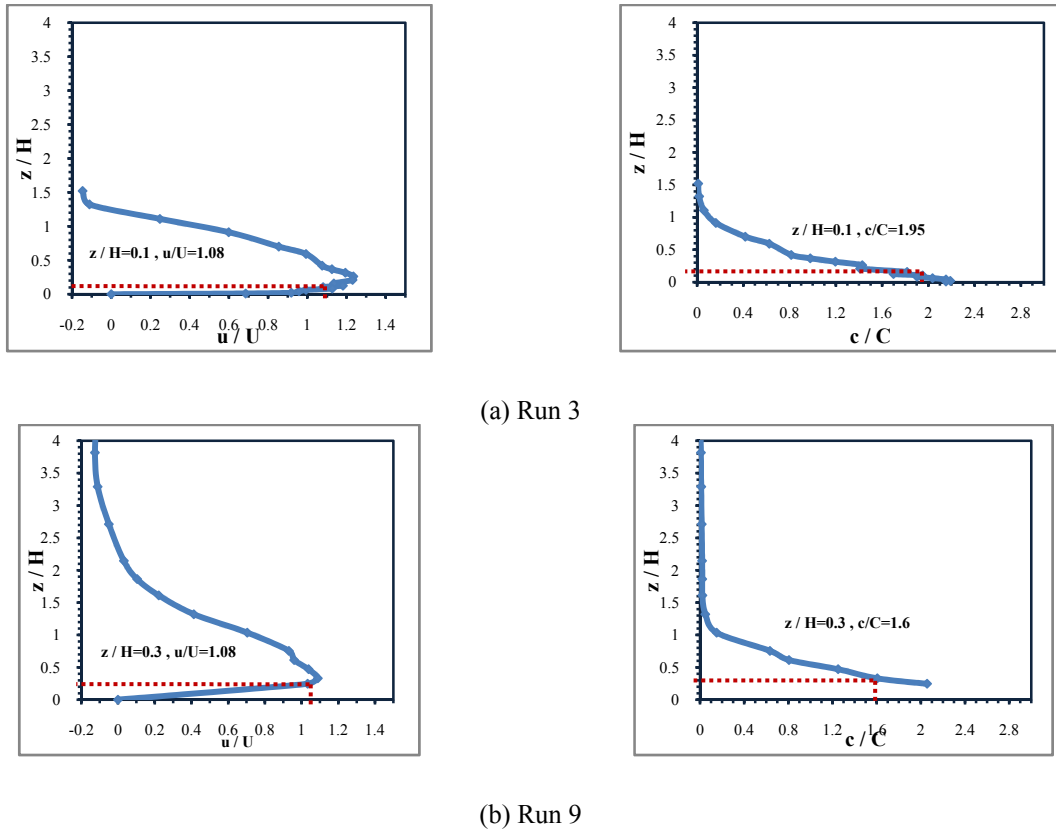 4
3.5
3
2.5
2
1.5
1
0.5
0
z / H
z / H=0.1 , u/U=1.08
-0.2 0 0.2 0.4 0.6 0.8 1 1.2 1.4
u / U
4
3.5
3
2.5
2
1.5
1
0.5
0
z / H
z / H=0.1 , c/C=1.95
0 0.4 0.8 1.2 1.6 2 2.4 2.8
c / C
(a) Run 3
4
3.5
3
2.5
2
1.5
1
0.5
0
z / H
z / H=0.3 , u/U=1.08
-0.2 0 0.2 0.4 0.6 0.8 1 1.2 1.4
u / U
4
3.5
3
2.5
2
1.5
1
0.5
0
z / H
z / H=0.3 , c/C=1.6
0 0.4 0.8 1.2 1.6 2 2.4 2.8
c / C
(b) Run 9